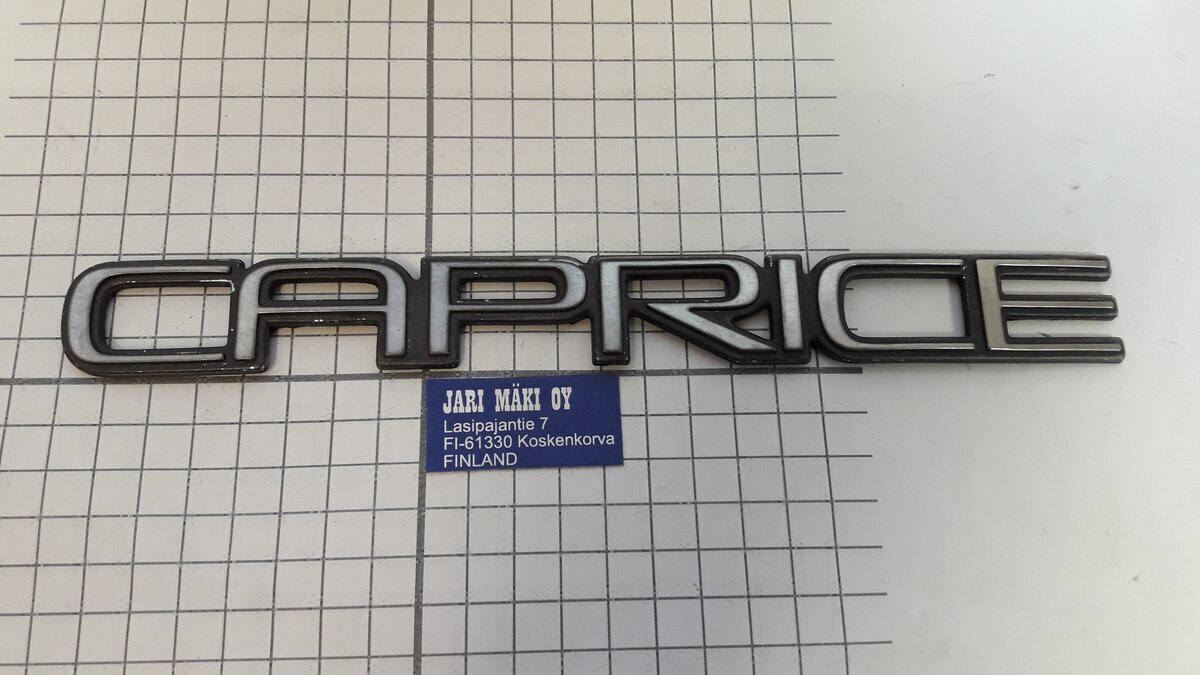 CAPRICE
JARI MÄKI OY
Lasipajantie 7
FI-61330 Koskenkorva
FINLAND